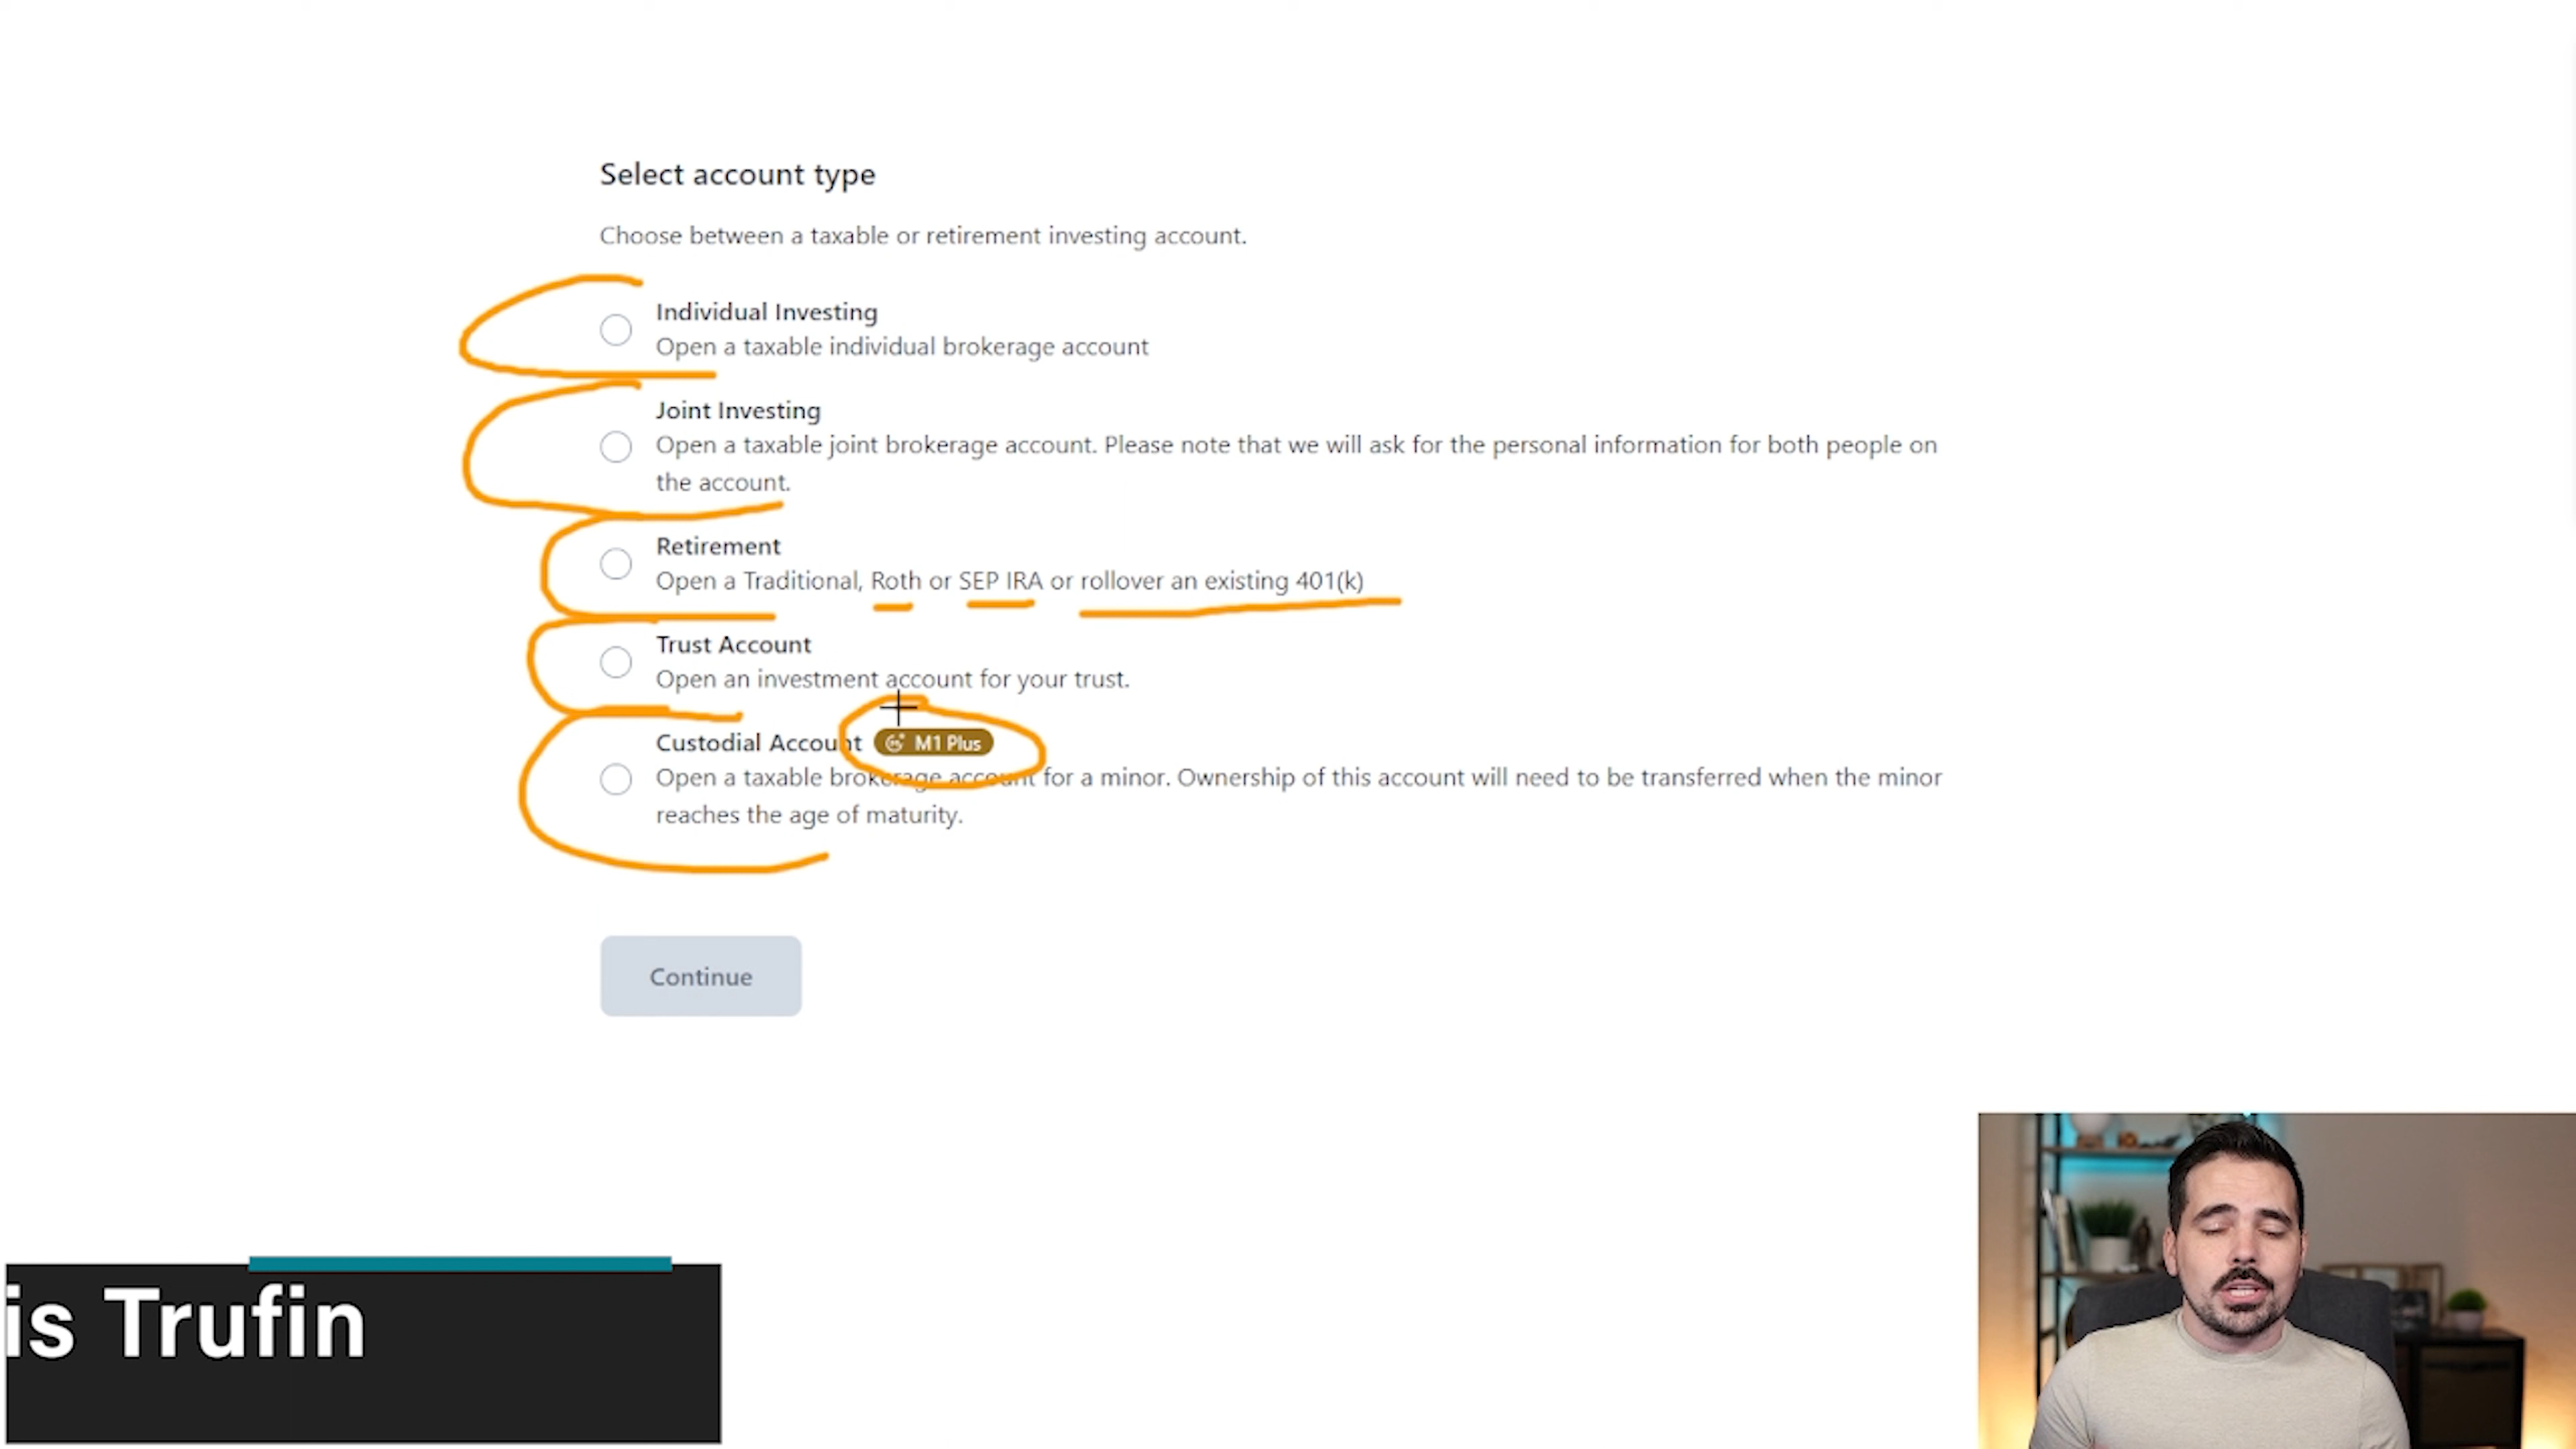 Select account type
Choose between a taxable or retirement investing account.
Individual Investing
Open a taxable individual brokerage account
Joint Investing
Open a taxable joint brokerage account. Please note that we will ask for the personal information for both people on
the account.
Retirement
Open a Traditional, Roth or SEP IRA or rollover an existing 401(k)
Trust Account
Open an investment account for your trust.
Custodial Account M1 Plus
Open a taxable brokerage account for a minor. Ownership of this account will need to be transferred when the minor
reaches the age of maturity.
Continue
is Trufin